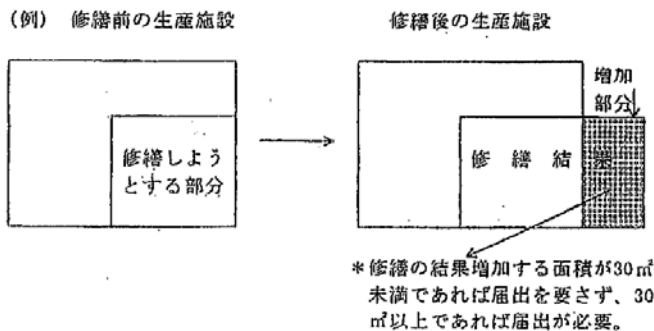 (例) 修繕前の生産施設
修繕後の生産施設
増加
部分
修繕しよう
とする部分
修繕結果
*修繕の結果増加する面積が30㎡
未満であれば届出を要さず、30
㎡以上であれば届出が必要。